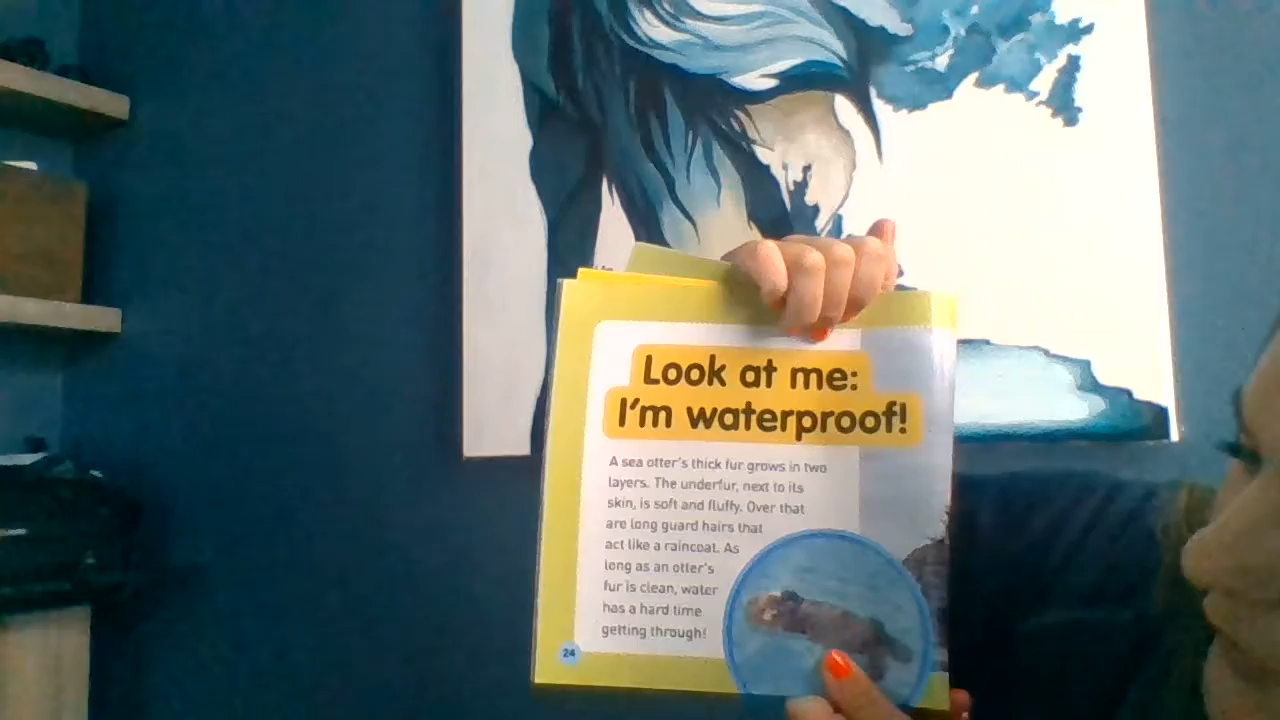 Look at me:
I'm waterproof!
A sea otter's thick fur grows in two
layers. The underfur, next to its
skin, is soft and fluffy. Over that
are long guard hairs that
act like a raincoat. As
long as an otter's
fur is clean, water
has a hard time
getting through!
24